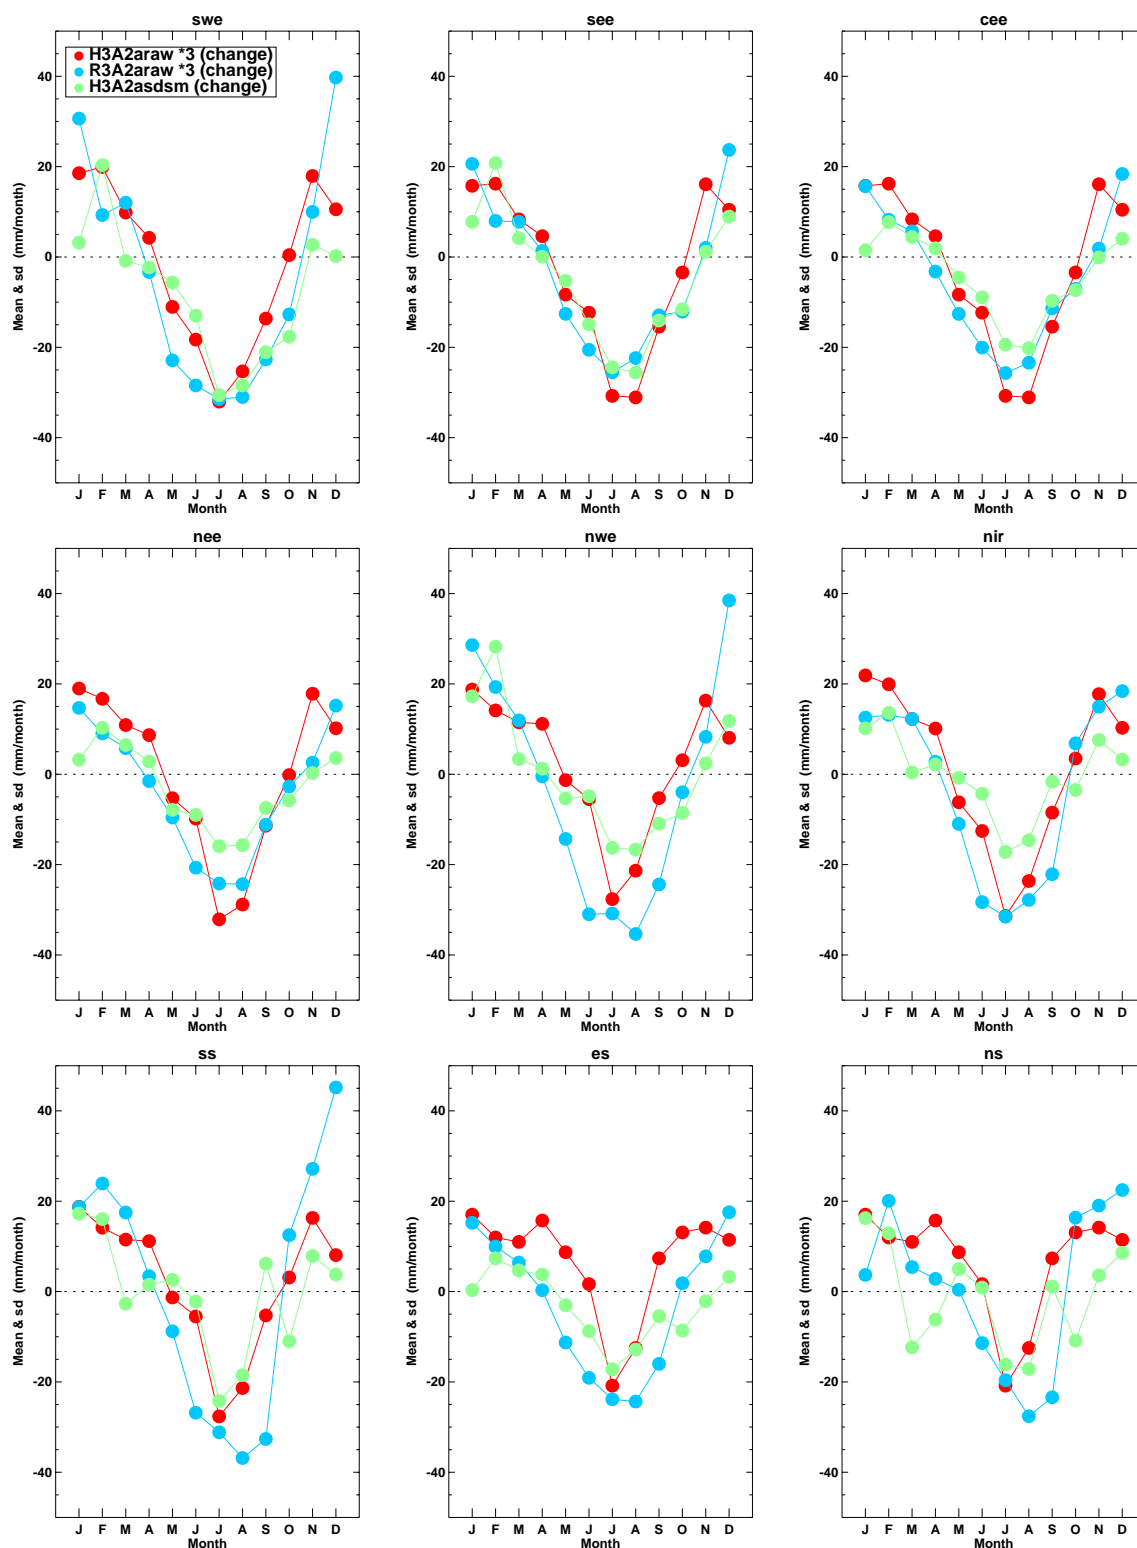 swe
H3A2araw *3 (change)
R3A2araw *3 (change)
H3A2asdsm (change)
40
20
0
-20
-40
Mean & sd (mm/month)
J F M A M J J A S O N D
Month
see
40
20
0
-20
-40
Mean & sd (mm/month)
J F M A M J J A S O N D
Month
cee
40
20
0
-20
-40
Mean & sd (mm/month)
J F M A M J J A S O N D
Month
nee
40
20
0
-20
-40
Mean & sd (mm/month)
J F M A M J J A S O N D
Month
nwe
40
20
0
-20
-40
Mean & sd (mm/month)
J F M A M J J A S O N D
Month
nir
40
20
0
-20
-40
Mean & sd (mm/month)
J F M A M J J A S O N D
Month
ss
40
20
0
-20
-40
Mean & sd (mm/month)
J F M A M J J A S O N D
Month
es
40
20
0
-20
-40
Mean & sd (mm/month)
J F M A M J J A S O N D
Month
ns
40
20
0
-20
-40
Mean & sd (mm/month)
J F M A M J J A S O N D
Month